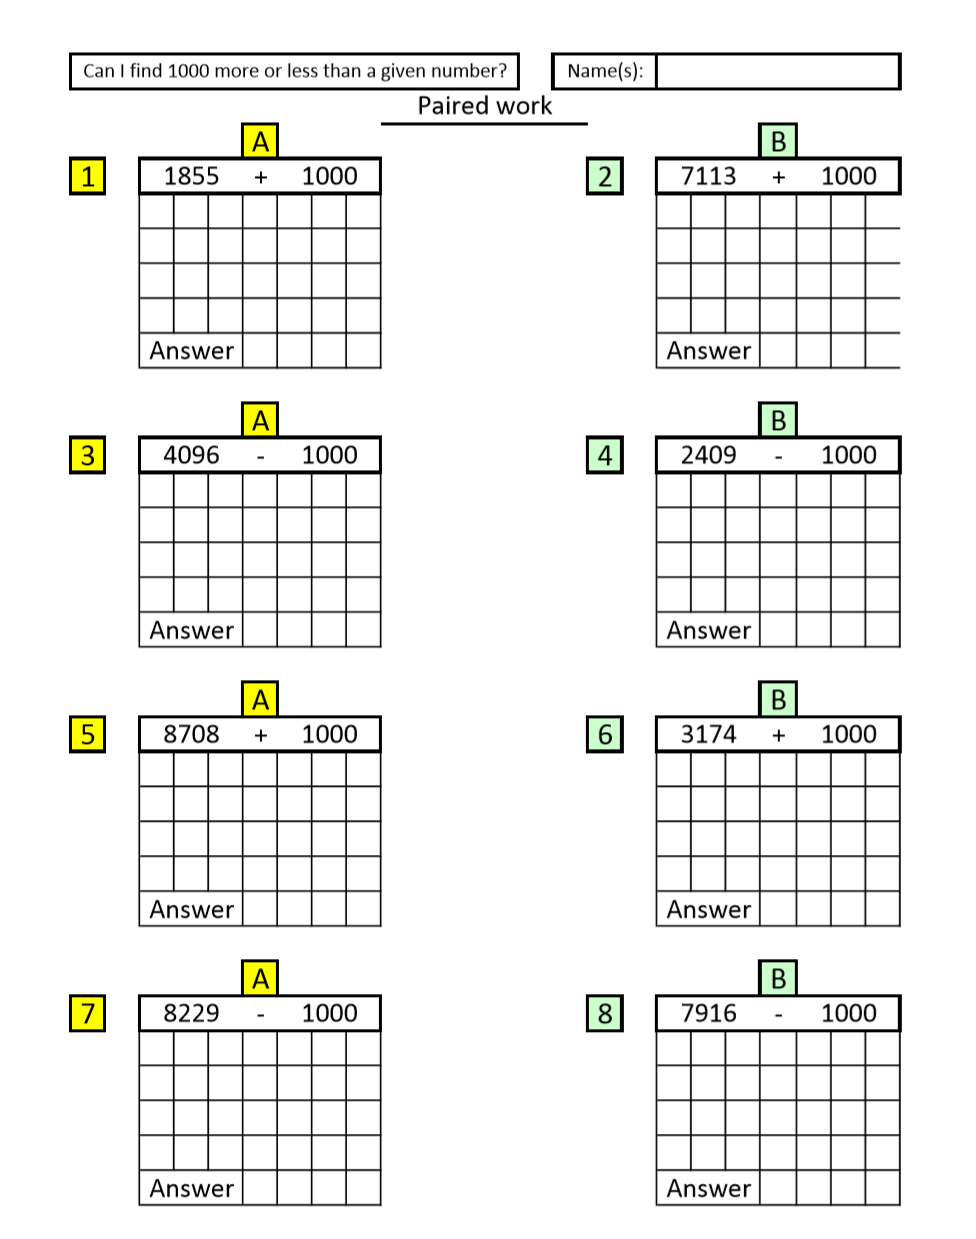 Can I find 1000 more or less than a given number?
Name(s):
Paired work
A
B
1
1855 + 1000
2
7113 + 1000
Answer
Answer
A
B
3
4096 - 1000
4
2409 - 1000
Answer
Answer
A
B
5
8708 + 1000
6
3174 + 1000
Answer
Answer
A
B
7
8229 - 1000
8
7916 - 1000
Answer
Answer